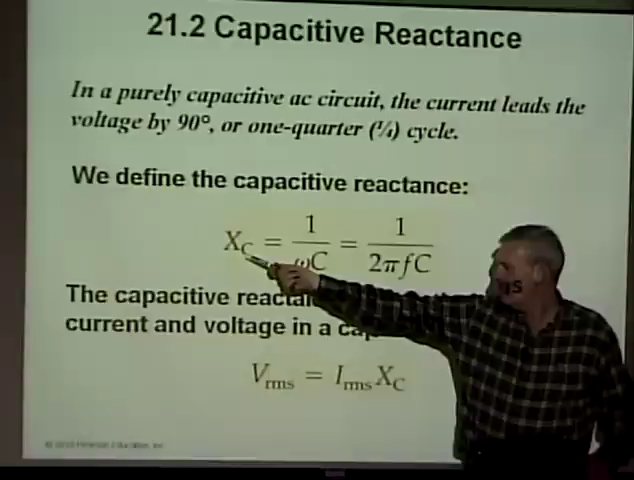 21.2 Capacitive Reactance
In a purely capacitive ac circuit, the current leads the
voltage by 90°, or one-quarter (¼) cycle.
We define the capacitive reactance:
X_C = 1/ωC = 1/2πfC
The capacitive
current and voltage in a
V_rms = I_rms X_C